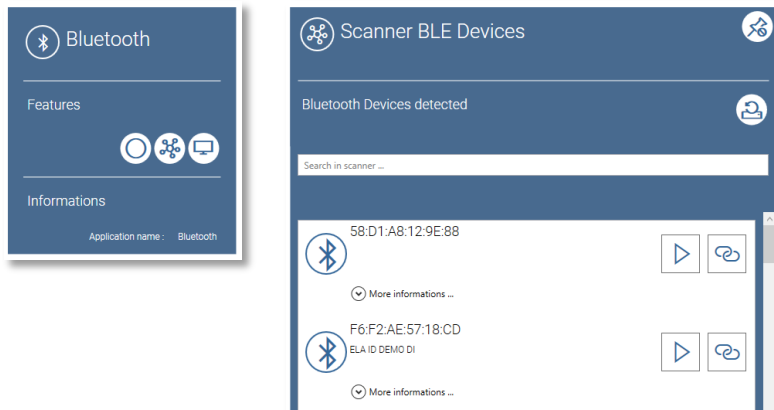 Bluetooth
Features
Informations
Application name : Bluetooth
Scanner BLE Devices
Bluetooth Devices detected
Search in scanner ...
58:D1:A8:12:9E:88
More informations ...
F6:F2:AE:57:18:CD
ELA ID DEMO DI
More informations ...